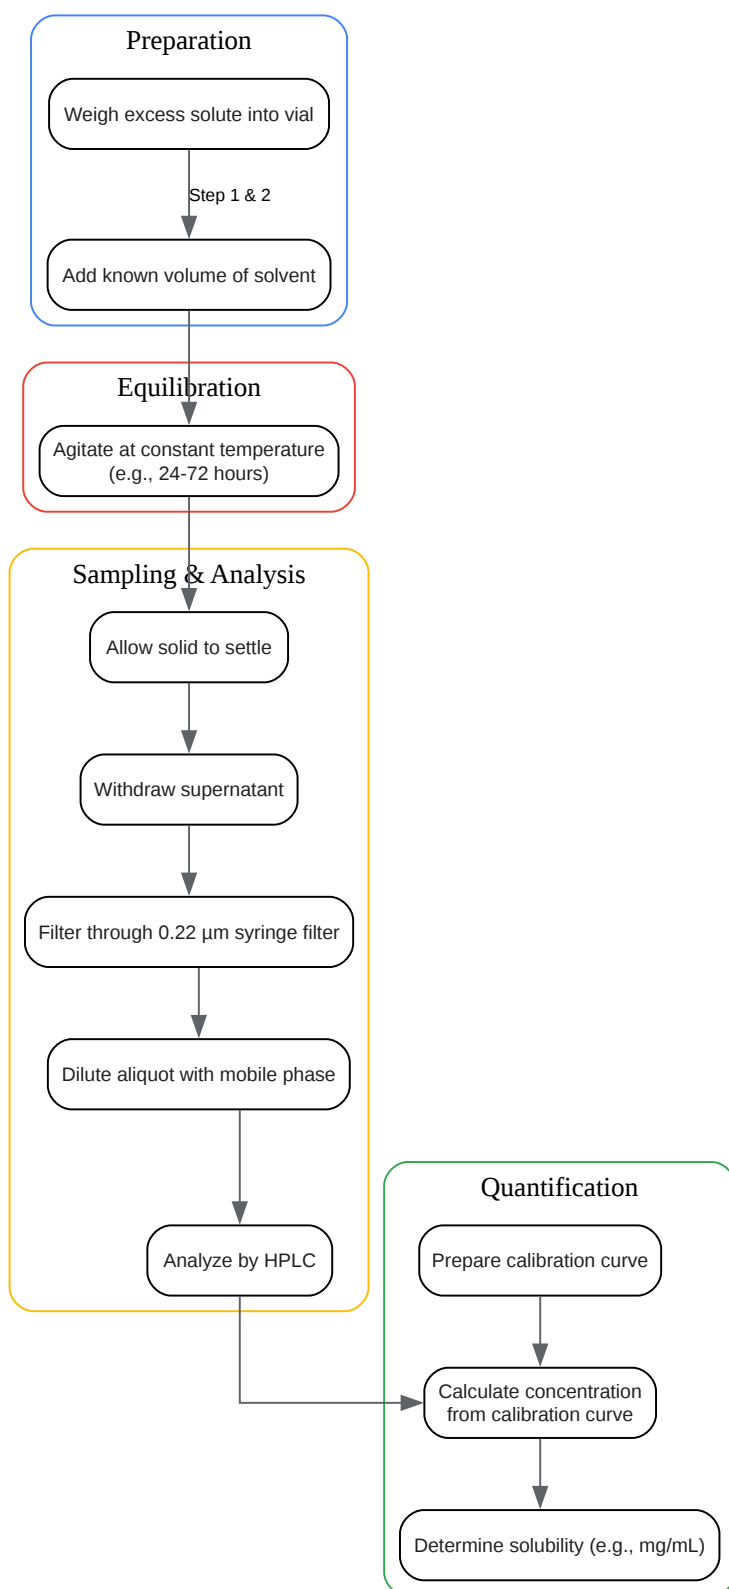 Preparation
Weigh excess solute into vial
Step 1 & 2
Add known volume of solvent
Equilibration
Agitate at constant temperature
(e.g., 24-72 hours)
Sampling & Analysis
Allow solid to settle
Withdraw supernatant
Filter through 0.22 µm syringe filter
Dilute aliquot with mobile phase
Analyze by HPLC
Quantification
Prepare calibration curve
Calculate concentration
from calibration curve
Determine solubility (e.g., mg/mL)